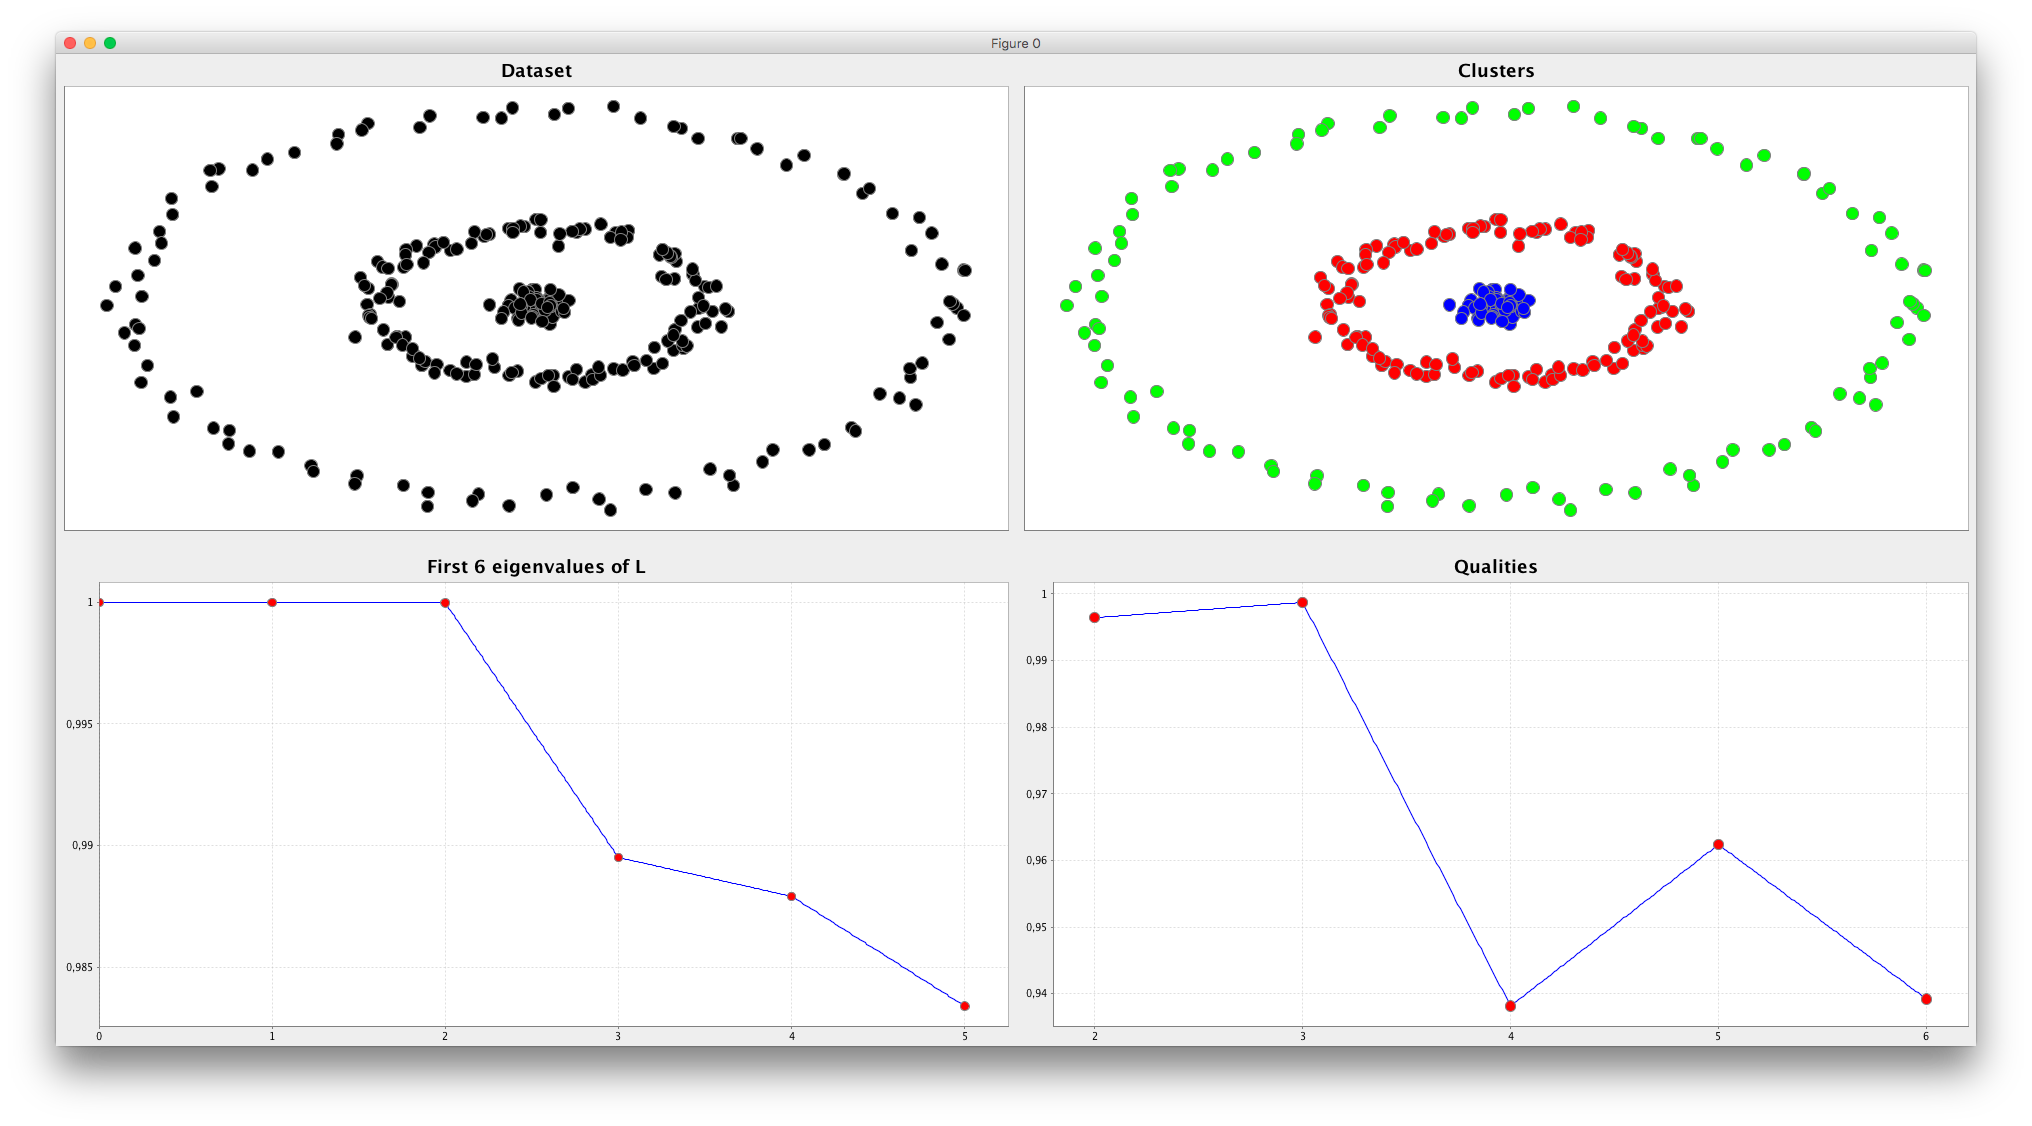 Figure 0
Dataset
Clusters
First 6 eigenvalues of L
1
0,995
0,99
0,985
0 1 2 3 4 5
Qualities
1
0,99
0,98
0,97
0,96
0,95
0,94
2 3 4 5 6